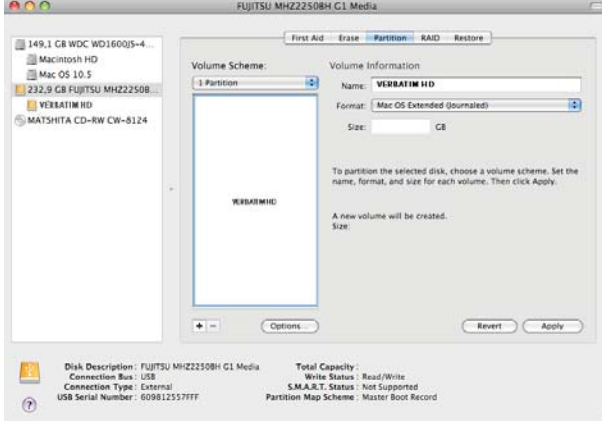 FUJITSU MHZ2250BH G1 Media
First Aid Erase Partition RAID Restore
149,1 GB WDC WD1600JS-4...
Macintosh HD
Mac OS 10.5
232,9 GB FUJITSU MHZ2250B...
VERBATIM HD
MATSHITA CD-RW CW-8124
Volume Scheme:
1 Partition
VERBATIM HD
+ − Options...
Volume Information
Name: VERBATIM HD
Format: Mac OS Extended (Journaled)
Size: GB
To partition the selected disk, choose a volume scheme. Set the
name, format, and size for each volume. Then click Apply.
A new volume will be created.
Size:
Revert Apply
Disk Description : FUJITSU MHZ2250BH G1 Media
Connection Bus : USB
Connection Type : External
USB Serial Number : 609812557FFF
Total Capacity :
Write Status : Read/Write
S.M.A.R.T. Status : Not Supported
Partition Map Scheme : Master Boot Record
?